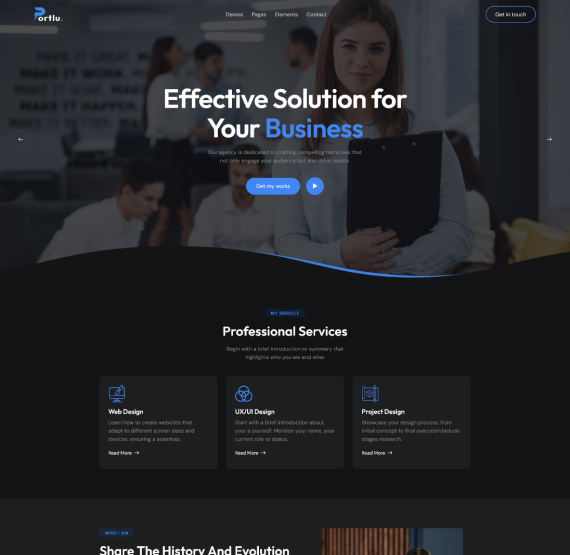 Portlu.
Demos Pages Elements Contact
Get in touch
MAKE IT GREAT.
MAKE IT WORK.
MAKE IT HAPPEN.
Effective Solution for
Your Business
Our agency is dedicated to crafting compelling narratives that
not only engage your audience but also drive results.
Get my works
MY SERVICE
Professional Services
Begin with a brief introduction or summary that
highlights who you are and what
Web Design
Learn how to create websites that
adapt to different screen sizes and
devices, ensuring a seamless.
Read More
UX/UI Design
Start with a brief introduction about
your a yourself. Mention your name, your
current role or status.
Read More
Project Design
Showcase your design process, from
initial concept to final execution.Include
stages research.
Read More
WHO I AM
Share The History And Evolution